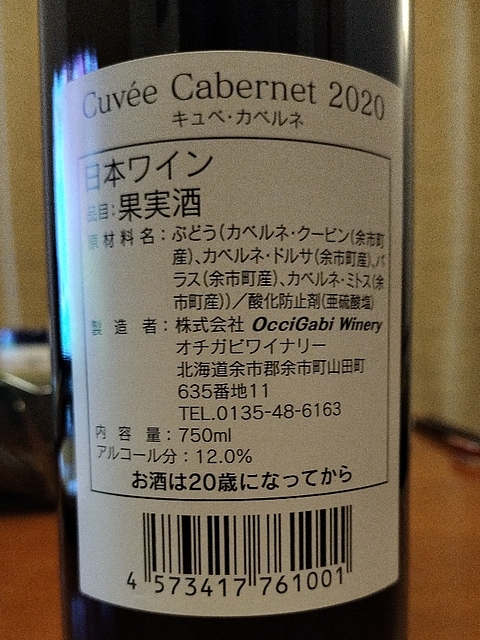 Cuvée Cabernet 2020
キュベ・カベルネ
日本ワイン
品目:果実酒
原材料名:ぶどう(カベルネ・クービン(余市町
産)、カベルネ・ドルサ(余市町産)、パ
ラス(余市町産)、カベルネ・ミトス(余
市町産))/酸化防止剤(亜硫酸塩)
製造者:株式会社 OcciGabi Winery
オチガビワイナリー
北海道余市郡余市町山田町
635番地11
TEL.0135-48-6163
内容量:750ml
アルコール分:12.0%
お酒は20歳になってから
4 573417 761001